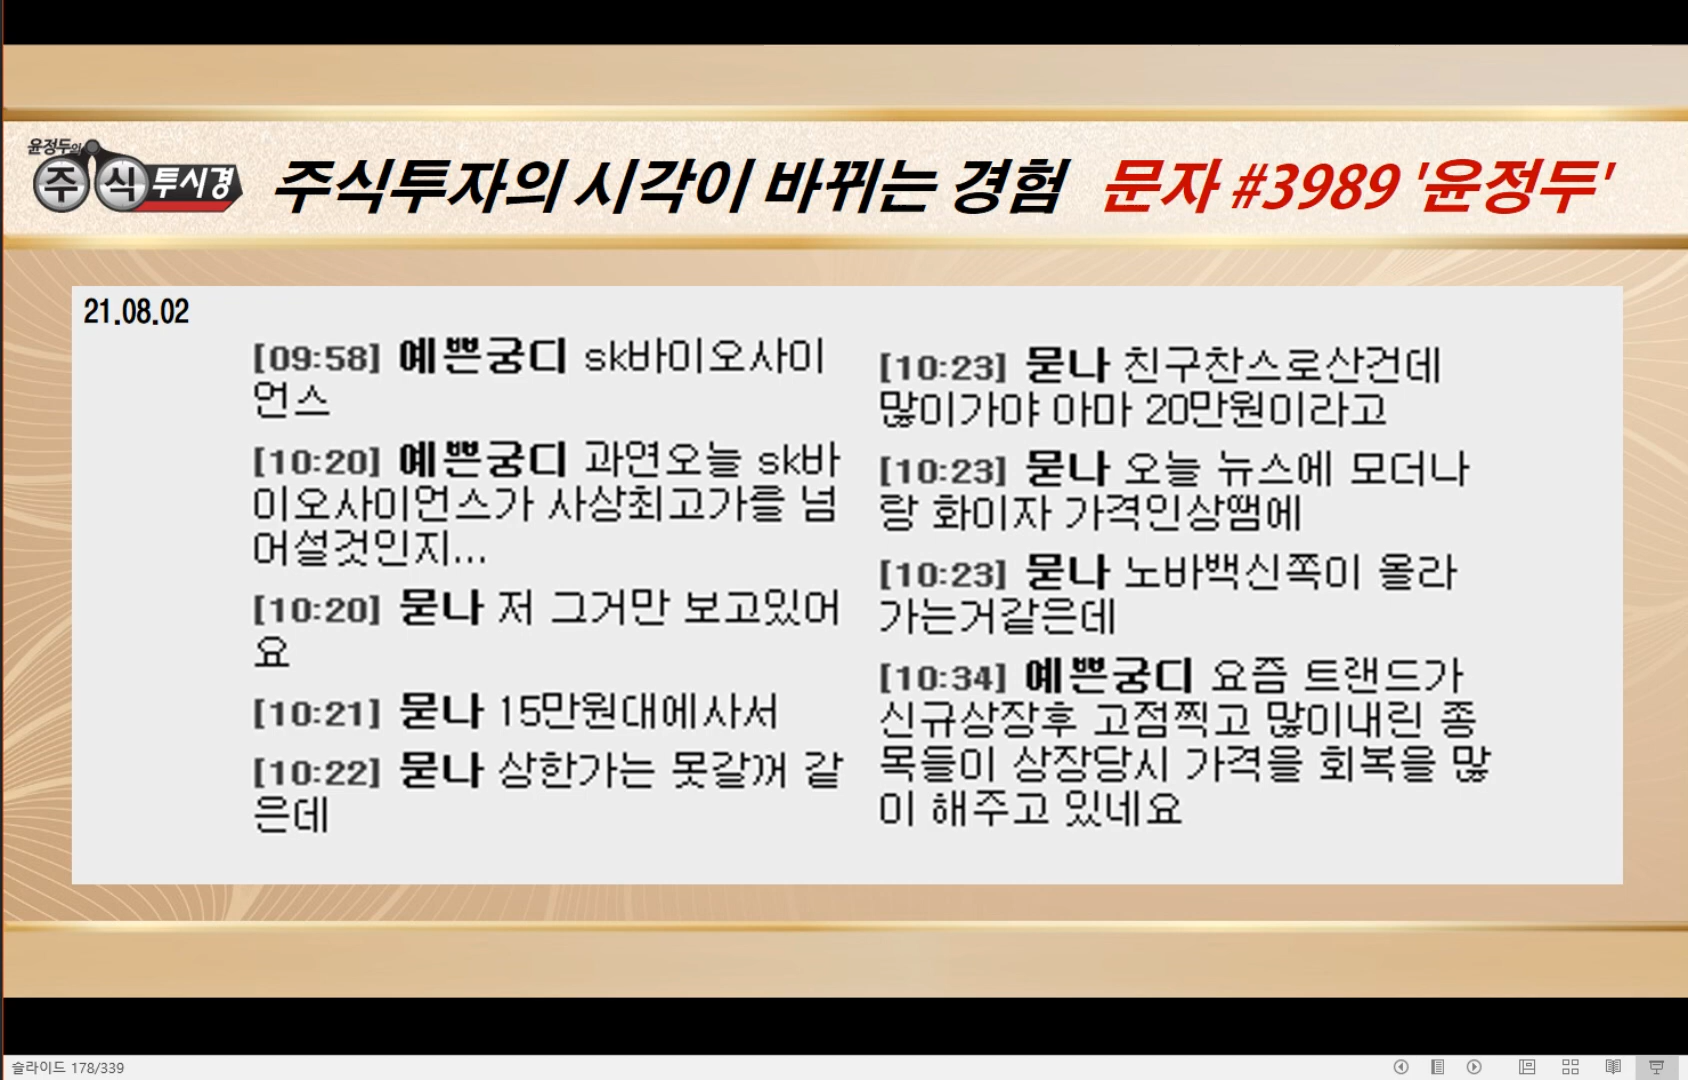 윤정두의
주식투시경
주식투자의 시각이 바뀌는 경험 문자 #3989 '윤정두'
21.08.02
[09:58] 예쁜궁디 sk바이오사이
언스
[10:20] 예쁜궁디 과연오늘 sk바
이오사이언스가 사상최고가를 넘
어설것인지...
[10:20] 묻나 저 그거만 보고있어
요
[10:21] 묻나 15만원대에사서
[10:22] 묻나 상한가는 못갈꺼 같
은데
[10:23] 묻나 친구찬스로산건데
많이가야 아마 20만원이라고
[10:23] 묻나 오늘 뉴스에 모더나
랑 화이자 가격인상땜에
[10:23] 묻나 노바백신쪽이 올라
가는거같은데
[10:34] 예쁜궁디 요즘 트랜드가
신규상장후 고점찍고 많이내린 종
목들이 상장당시 가격을 회복을 많
이 해주고 있네요
슬라이드 178/339